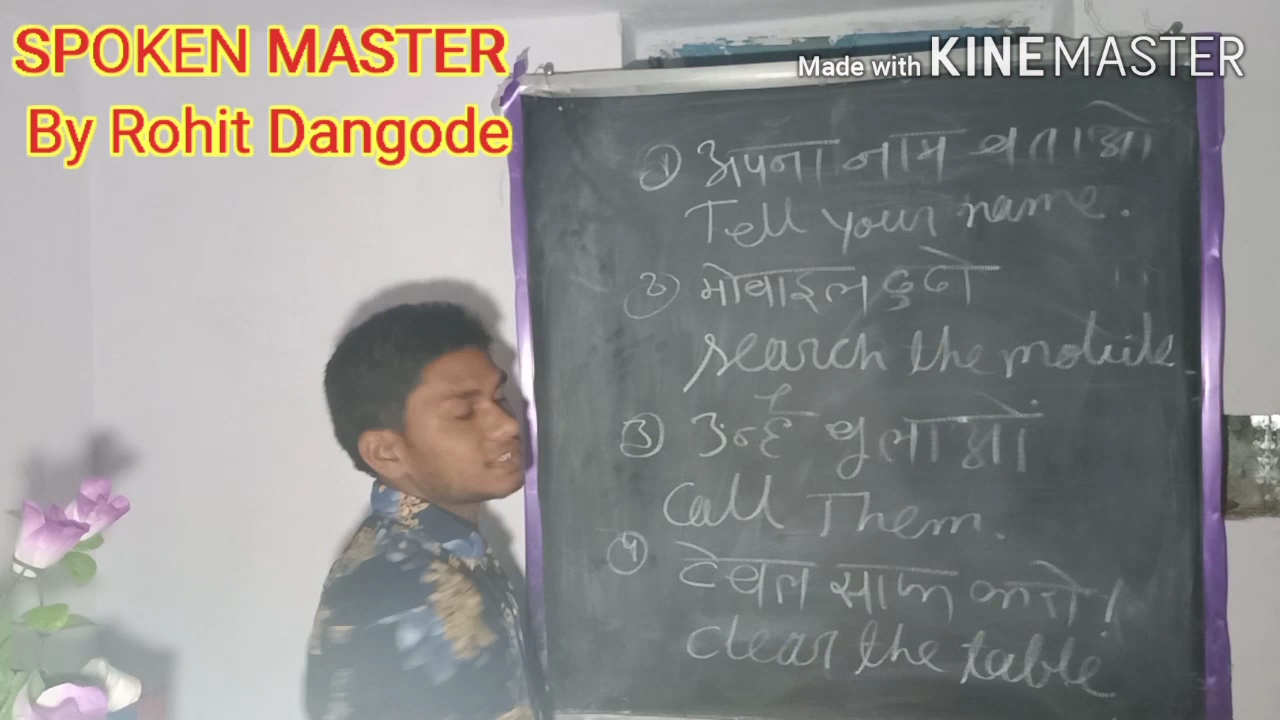 SPOKEN MASTER
By Rohit Dangode
Made with KINEMASTER
① अपना नाम बताओ
Tell your name.
② मोबाइल ढुढो
search the mobile.
③ उन्हें बुलाओ
Call Them.
④ टेबल साफ करो!
clear the table